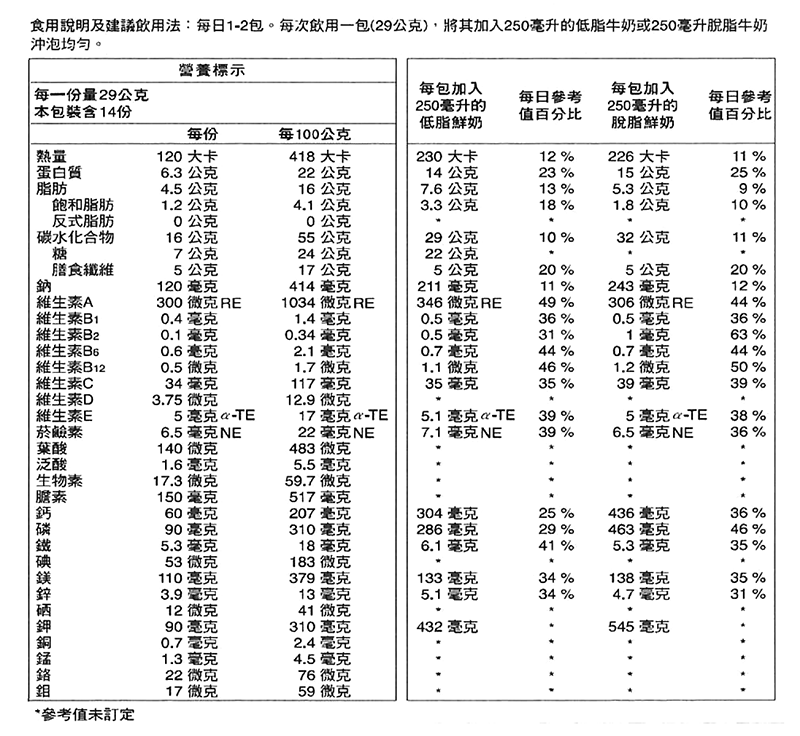 食用說明及建議飲用法：每日1-2包。每次飲用一包(29公克)，將其加入250毫升的低脂牛奶或250毫升脫脂牛奶
沖泡均勻。
營養標示
每一份量29公克
本包裝含14份
每份 每100公克
每包加入 250毫升的 低脂鮮奶 每日參考 值百分比 每包加入 250毫升的 脫脂鮮奶 每日參考 值百分比
熱量 120 大卡 418 大卡 230 大卡 12 % 226 大卡 11 %
蛋白質 6.3 公克 22 公克 14 公克 23 % 15 公克 25 %
脂肪 4.5 公克 16 公克 7.6 公克 13 % 5.3 公克 9 %
飽和脂肪 1.2 公克 4.1 公克 3.3 公克 18 % 1.8 公克 10 %
反式脂肪 0 公克 0 公克 * * * *
碳水化合物 16 公克 55 公克 29 公克 10 % 32 公克 11 %
糖 7 公克 24 公克 22 公克 * * *
膳食纖維 5 公克 17 公克 5 公克 20 % 5 公克 20 %
鈉 120 毫克 414 毫克 211 毫克 11 % 243 毫克 12 %
維生素A 300 微克RE 1034 微克RE 346 微克RE 49 % 306 微克RE 44 %
維生素B1 0.4 毫克 1.4 毫克 0.5 毫克 36 % 0.5 毫克 36 %
維生素B2 0.1 毫克 0.34 毫克 0.5 毫克 31 % 1 毫克 63 %
維生素B6 0.6 毫克 2.1 毫克 0.7 毫克 44 % 0.7 毫克 44 %
維生素B12 0.5 微克 1.7 微克 1.1 微克 46 % 1.2 微克 50 %
維生素C 34 毫克 117 毫克 35 毫克 35 % 39 毫克 39 %
維生素D 3.75 微克 12.9 微克 * * * *
維生素E 5 毫克α-TE 17 毫克α-TE 5.1 毫克α-TE 39 % 5 毫克α-TE 38 %
菸鹼素 6.5 毫克NE 22 毫克NE 7.1 毫克NE 39 % 6.5 毫克NE 36 %
葉酸 140 微克 483 微克 * * * *
泛酸 1.6 毫克 5.5 毫克 * * * *
生物素 17.3 微克 59.7 微克 * * * *
膽素 150 毫克 517 毫克 * * * *
鈣 60 毫克 207 毫克 304 毫克 25 % 436 毫克 36 %
磷 90 毫克 310 毫克 286 毫克 29 % 463 毫克 46 %
鐵 5.3 毫克 18 毫克 6.1 毫克 41 % 5.3 毫克 35 %
碘 53 微克 183 微克 * * * *
鎂 110 毫克 379 毫克 133 毫克 34 % 138 毫克 35 %
鋅 3.9 毫克 13 毫克 5.1 毫克 34 % 4.7 毫克 31 %
硒 12 微克 41 微克 * * * *
鉀 90 毫克 310 毫克 432 毫克 * 545 毫克 *
銅 0.7 毫克 2.4 毫克 * * * *
錳 1.3 毫克 4.5 毫克 * * * *
鉻 22 微克 76 微克 * * * *
鉬 17 微克 59 微克 * * * *
*參考值未訂定